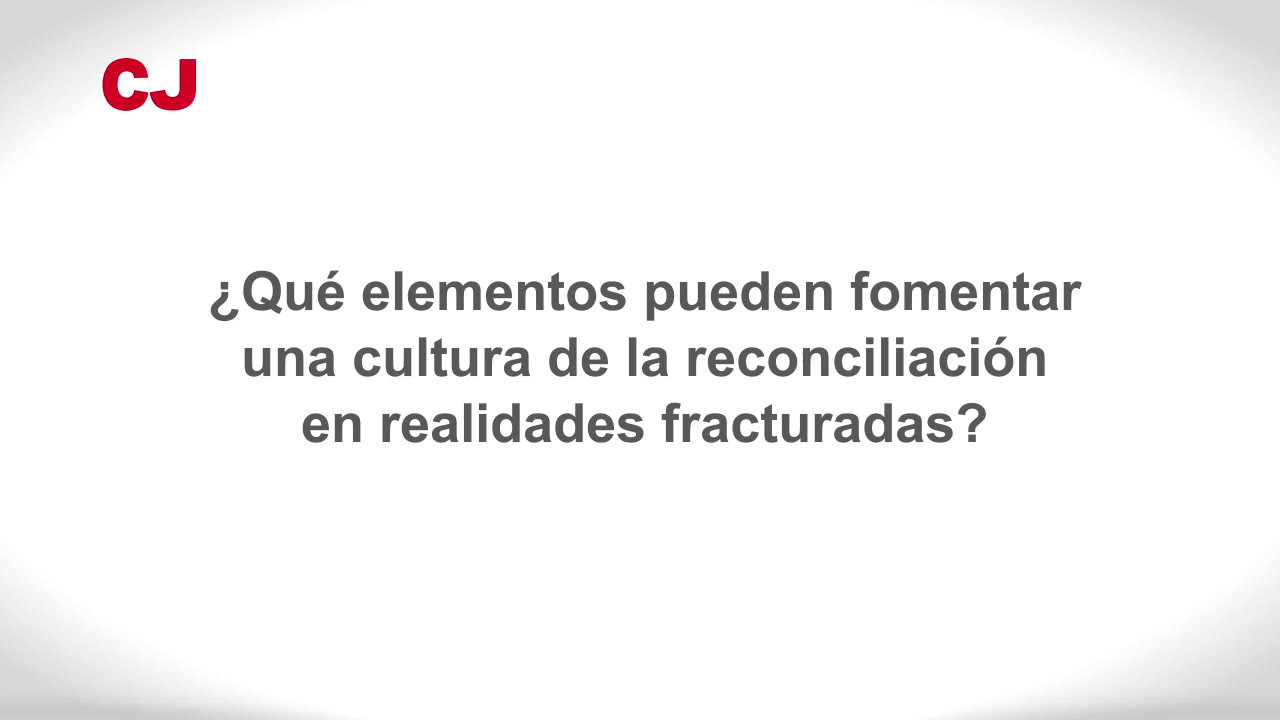 CJ
¿Qué elementos pueden fomentar
una cultura de la reconciliación
en realidades fracturadas?